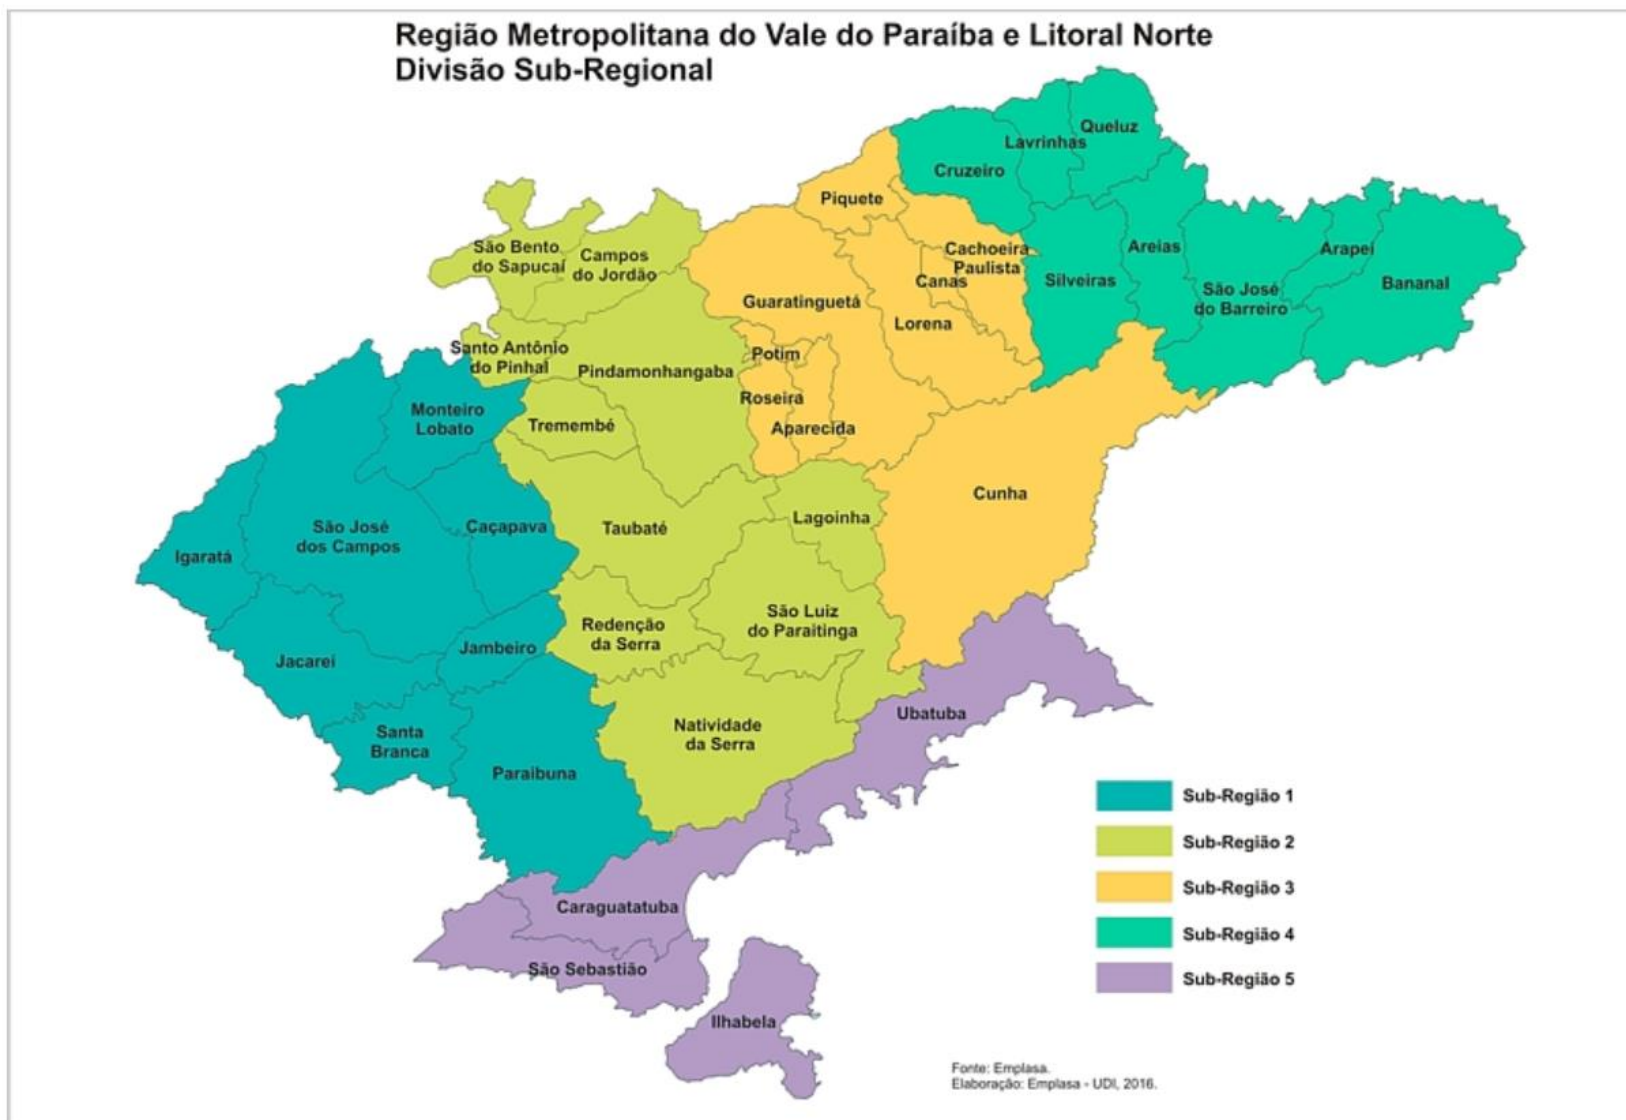 Região Metropolitana do Vale do Paraíba e Litoral Norte
Divisão Sub-Regional
Queluz
Lavrinhas
Cruzeiro
Piquete
São Bento
do Sapucaí
Campos
do Jordão
Cachoeira
Paulista
Canas
Areias
Arapeí
Silveiras
São José
do Barreiro
Bananal
Guaratinguetá
Lorena
Santo Antônio
do Pinhal
Pindamonhangaba
Potim
Roseira
Aparecida
Monteiro
Lobato
Tremembé
Cunha
São José
dos Campos
Caçapava
Taubaté
Lagoinha
Igaratá
Redenção
da Serra
São Luiz
do Paraitinga
Jacareí
Jambeiro
Santa
Branca
Paraibuna
Natividade
da Serra
Ubatuba
Caraguatatuba
São Sebastião
Ilhabela
Sub-Região 1
Sub-Região 2
Sub-Região 3
Sub-Região 4
Sub-Região 5
Fonte: Emplasa.
Elaboração: Emplasa - UDI, 2016.